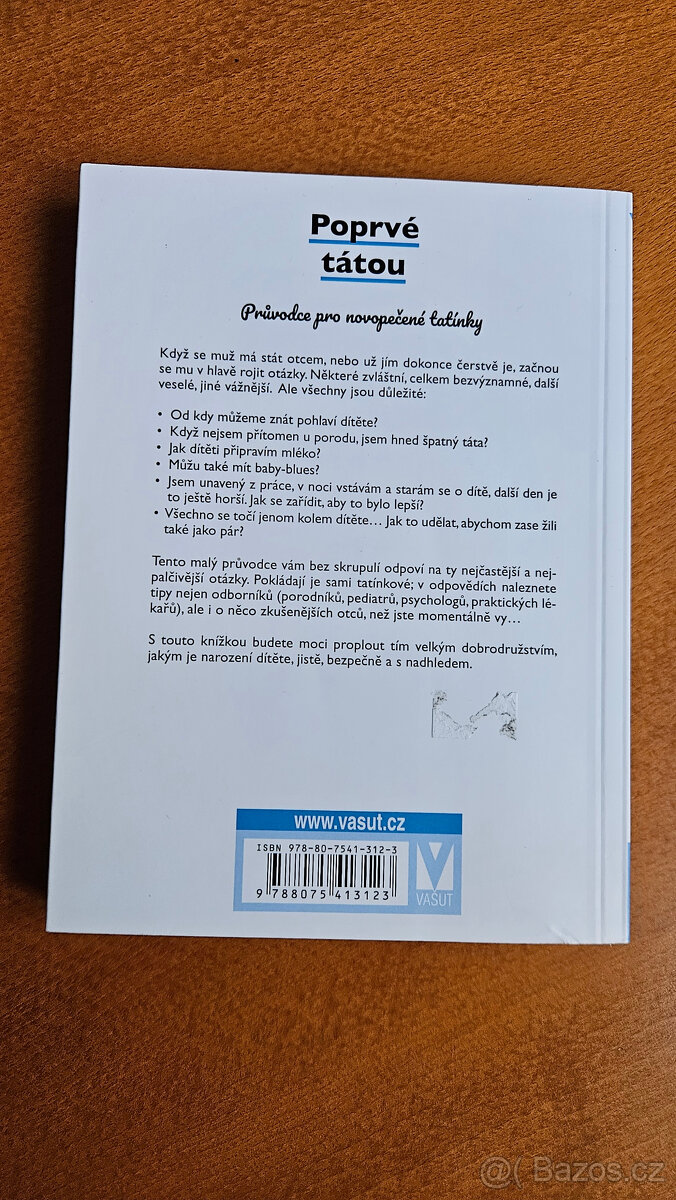 Poprvé
tátou
Průvodce pro novopečené tatínky
Když se muž má stát otcem, nebo už jím dokonce čerstvě je, začnou
se mu v hlavě rojit otázky. Některé zvláštní, celkem bezvýznamné, další
veselé, jiné vážnější. Ale všechny jsou důležité:
• Od kdy můžeme znát pohlaví dítěte?
• Když nejsem přítomen u porodu, jsem hned špatný táta?
• Jak dítěti připravím mléko?
• Můžu také mít baby-blues?
• Jsem unavený z práce, v noci vstávám a starám se o dítě, další den je
to ještě horší. Jak se zařídit, aby to bylo lepší?
• Všechno se točí jenom kolem dítěte… Jak to udělat, abychom zase žili
také jako pár?
Tento malý průvodce vám bez skrupulí odpoví na ty nejčastější a nej-
palčivější otázky. Pokládají je sami tatínkové; v odpovědích naleznete
tipy nejen odborníků (porodníků, pediatrů, psychologů, praktických lé-
kařů), ale i o něco zkušenějších otců, než jste momentálně vy…
S touto knížkou budete moci proplout tím velkým dobrodružstvím,
jakým je narození dítěte, jistě, bezpečně a s nadhledem.
www.vasut.cz
ISBN 978-80-7541-312-3
9 788075 413123
VAŠUT
@( Bazos.cz